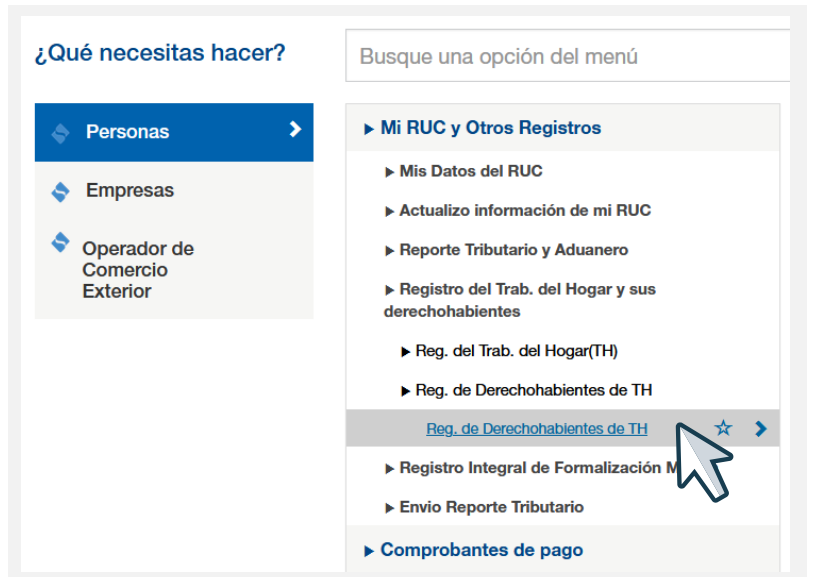 ¿Qué necesitas hacer?
Busque una opción del menú
Personas
Empresas
Operador de
Comercio
Exterior
Mi RUC y Otros Registros
Mis Datos del RUC
Actualizo información de mi RUC
Reporte Tributario y Aduanero
Registro del Trab. del Hogar y sus
derechohabientes
Reg. del Trab. del Hogar(TH)
Reg. de Derechohabientes de TH
Reg. de Derechohabientes de TH
Registro Integral de Formalización M
Envio Reporte Tributario
Comprobantes de pago